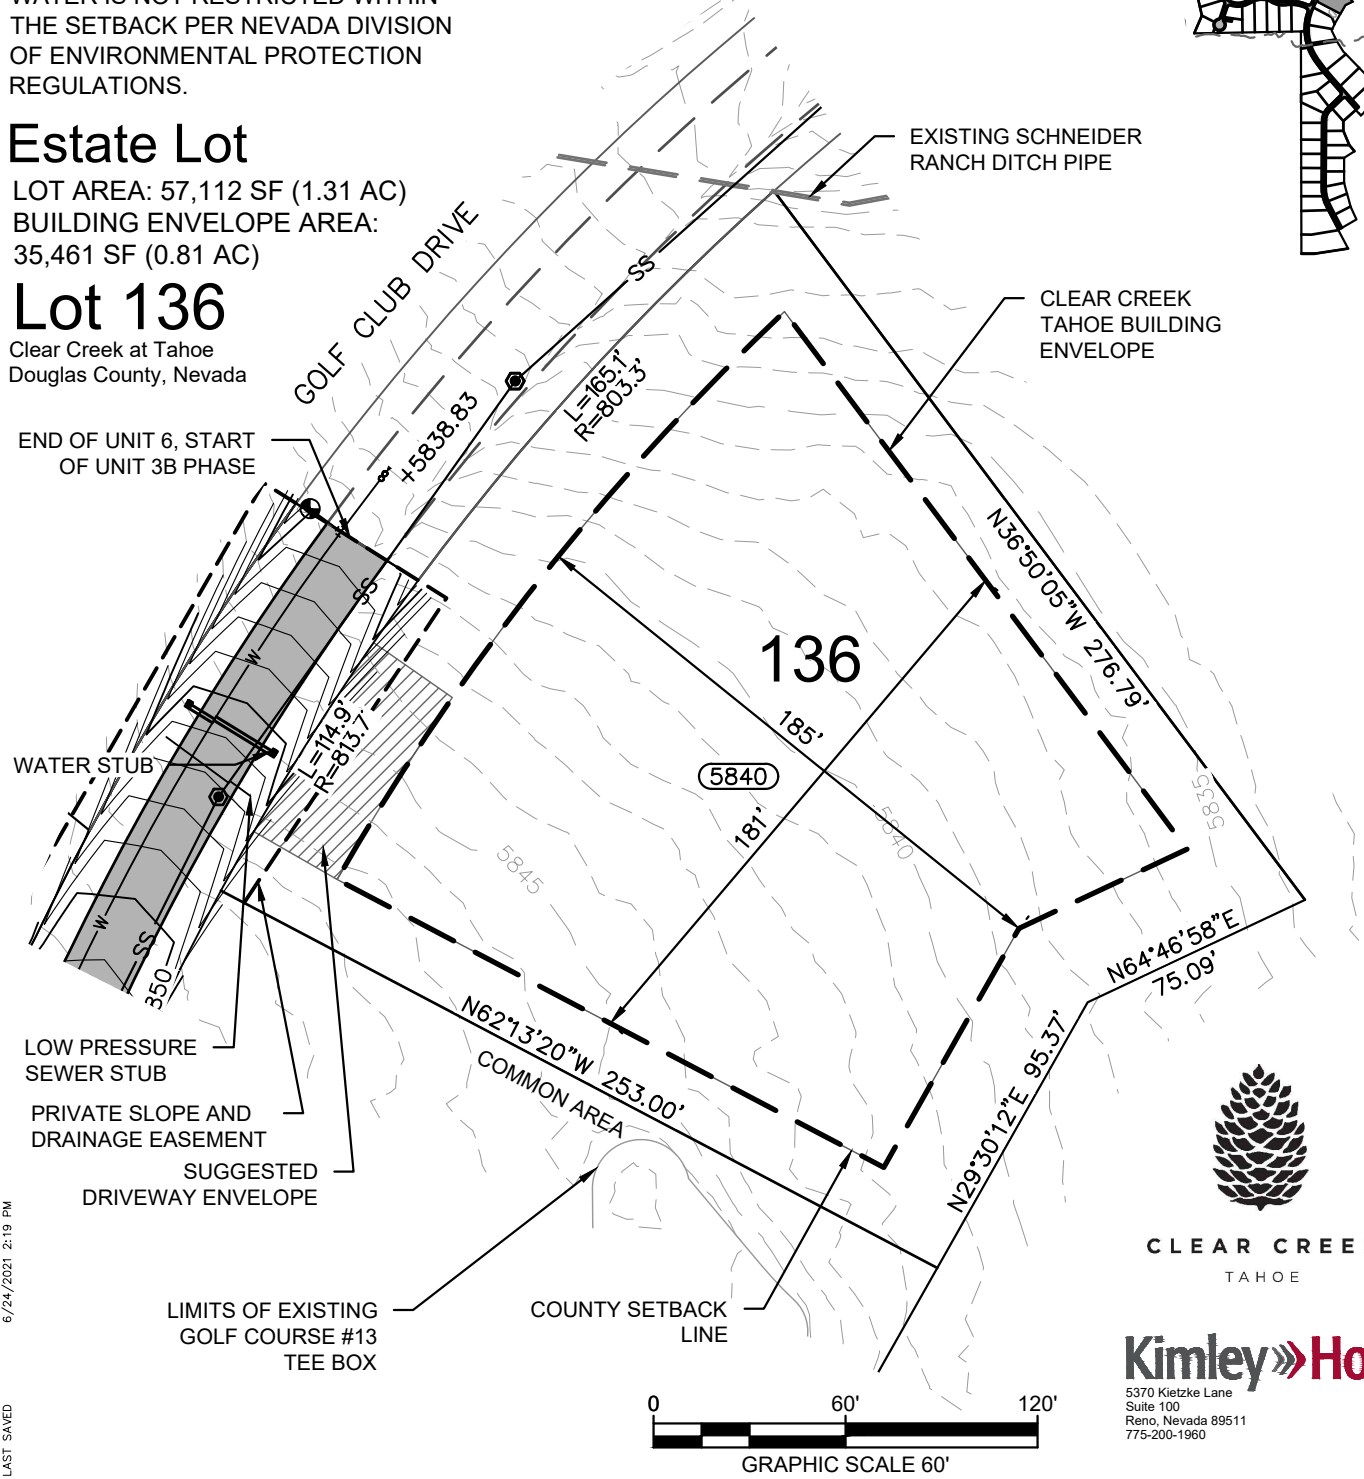 WATER IS NOT RESTRICTED WITHIN
THE SETBACK PER NEVADA DIVISION
OF ENVIRONMENTAL PROTECTION
REGULATIONS.
Estate Lot
LOT AREA: 57,112 SF (1.31 AC)
BUILDING ENVELOPE AREA:
35,461 SF (0.81 AC)
Lot 136
Clear Creek at Tahoe
Douglas County, Nevada
END OF UNIT 6, START
OF UNIT 3B PHASE
GOLF CLUB DRIVE
EXISTING SCHNEIDER
RANCH DITCH PIPE
CLEAR CREEK
TAHOE BUILDING
ENVELOPE
SS
L=165.1'
R=803.3'
+5838.83
8"
SS
W
N36°50'05"W 276.79'
136
185'
5840
181'
5840
5835
5845
L=114.9'
R=813.7'
WATER STUB
W
SS
350
N64°46'58"E
75.09'
N62°13'20"W 253.00'
COMMON AREA
N29°30'12"E 95.37'
LOW PRESSURE
SEWER STUB
PRIVATE SLOPE AND
DRAINAGE EASEMENT
SUGGESTED
DRIVEWAY ENVELOPE
LIMITS OF EXISTING
GOLF COURSE #13
TEE BOX
COUNTY SETBACK
LINE
CLEAR CREE
TAHOE
Kimley»Ho
5370 Kietzke Lane
Suite 100
Reno, Nevada 89511
775-200-1960
0 60' 120'
GRAPHIC SCALE 60'
6/24/2021 2:19 PM
LAST SAVED